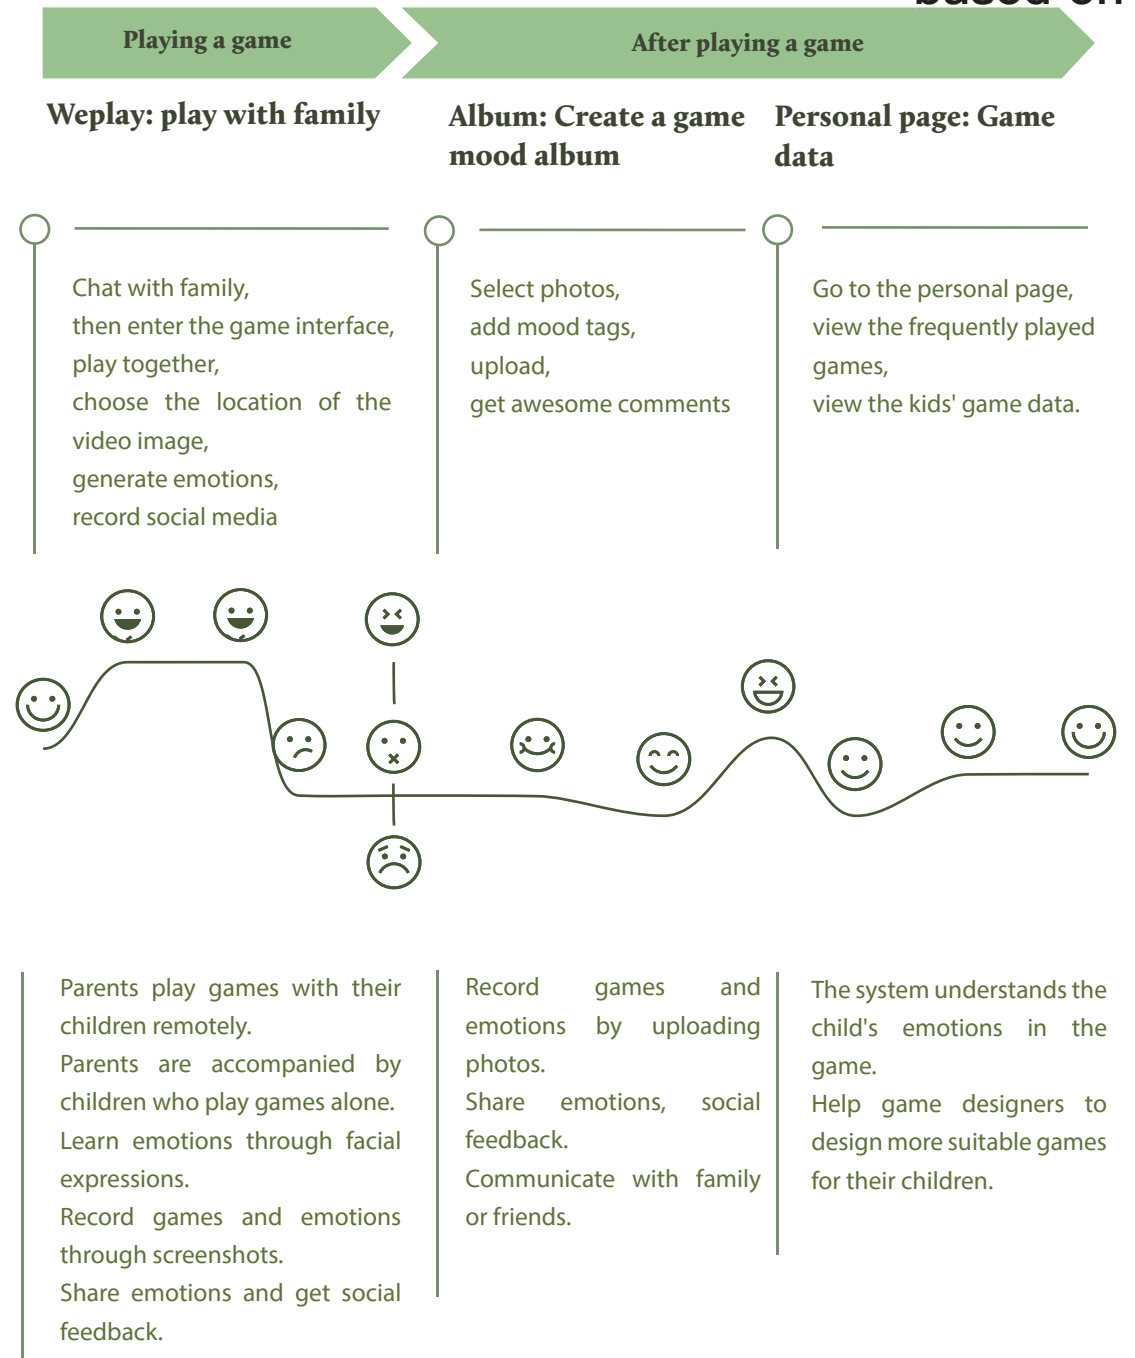 based on
Playing a game
After playing a game
Weplay: play with family
Album: Create a game
mood album
Personal page: Game
data
Chat with family,
then enter the game interface,
play together,
choose the location of the
video image,
generate emotions,
record social media
Select photos,
add mood tags,
upload,
get awesome comments
Go to the personal page,
view the frequently played
games,
view the kids' game data.
Parents play games with their
children remotely.
Parents are accompanied by
children who play games alone.
Learn emotions through facial
expressions.
Record games and emotions
through screenshots.
Share emotions and get social
feedback.
Record games and
emotions by uploading
photos.
Share emotions, social
feedback.
Communicate with family
or friends.
The system understands the
child's emotions in the
game.
Help game designers to
design more suitable games
for their children.